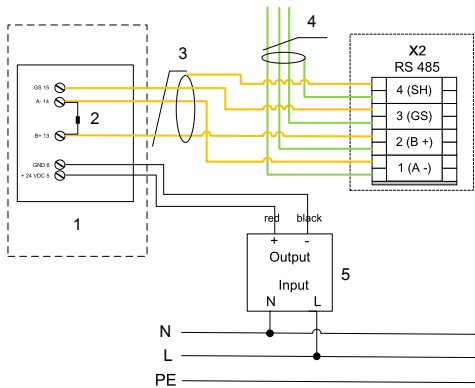 4
X2
RS 485
3
GS 15
A- 14
2
B+ 13
4 (SH)
3 (GS)
2 (B +)
1 (A -)
GND 6
+ 24 VDC 5
1
red
black
+ -
Output
Input
N L
5
N
L
PE